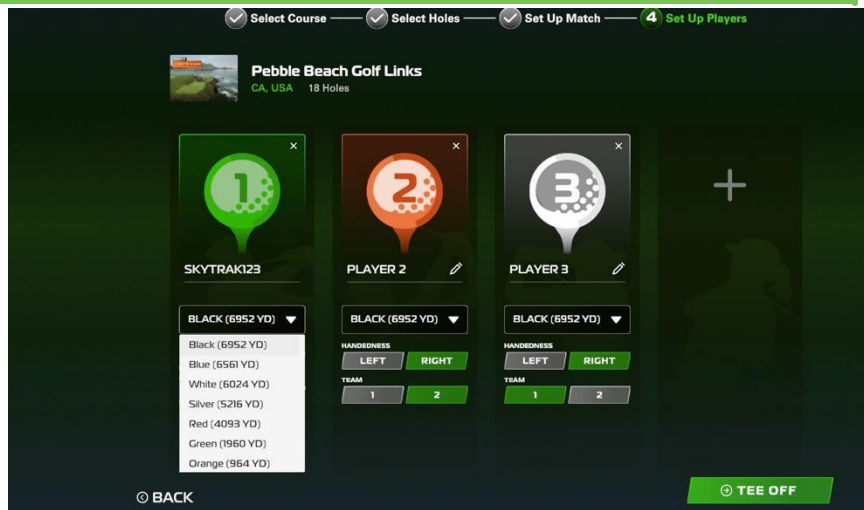 Select Course
Select Holes
Set Up Match
4 Set Up Players
Pebble Beach Golf Links
CA, USA 18 Holes
1
2
3
SKYTRAK123
PLAYER 2
PLAYER 3
BLACK (6952 YD)
BLACK (6952 YD)
BLACK (6952 YD)
Black (6952 YD)
Blue (6561 YD)
White (6024 YD)
Silver (5216 YD)
Red (4093 YD)
Green (1960 YD)
Orange (964 YD)
HANDEDNESS
LEFT RIGHT
TEAM
1 2
HANDEDNESS
LEFT RIGHT
TEAM
1 2
BACK
TEE OFF